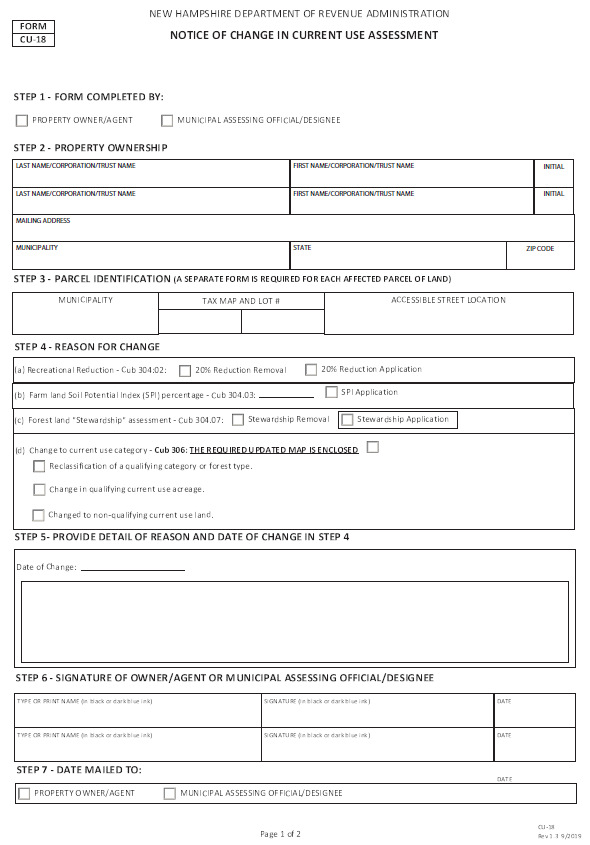 NEW HAMPSHIRE DEPARTMENT OF REVENUE ADMINISTRATION
FORM
CU-18
NOTICE OF CHANGE IN CURRENT USE ASSESSMENT
STEP 1 - FORM COMPLETED BY:
PROPERTY OWNER/AGENT MUNICIPAL ASSESSING OFFICIAL/DESIGNEE
STEP 2 - PROPERTY OWNERSHIP
LAST NAME/CORPORATION/TRUST NAME FIRST NAME/CORPORATION/TRUST NAME INITIAL
LAST NAME/CORPORATION/TRUST NAME FIRST NAME/CORPORATION/TRUST NAME INITIAL
MAILING ADDRESS
MUNICIPALITY STATE ZIP CODE
STEP 3 - PARCEL IDENTIFICATION (A SEPARATE FORM IS REQUIRED FOR EACH AFFECTED PARCEL OF LAND)
MUNICIPALITY TAX MAP AND LOT # ACCESSIBLE STREET LOCATION
STEP 4 - REASON FOR CHANGE
(a) Recreational Reduction - Cub 304:02: 20% Reduction Removal 20% Reduction Application
(b) Farm land Soil Potential Index (SPI) percentage - Cub 304.03: SPI Application
(c) Forest land "Stewardship" assessment - Cub 304.07: Stewardship Removal Stewardship Application
(d) Change to current use category - Cub 306: THE REQUIRED UPDATED MAP IS ENCLOSED
Reclassification of a qualifying category or forest type.
Change in qualifying current use acreage.
Changed to non-qualifying current use land.
STEP 5- PROVIDE DETAIL OF REASON AND DATE OF CHANGE IN STEP 4
Date of Change:
STEP 6 - SIGNATURE OF OWNER/AGENT OR MUNICIPAL ASSESSING OFFICIAL/DESIGNEE
TYPE OR PRINT NAME (in black or dark blue ink) SIGNATURE (in black or dark blue ink) DATE
TYPE OR PRINT NAME (in black or dark blue ink) SIGNATURE (in black or dark blue ink) DATE
STEP 7 - DATE MAILED TO:
DATE
PROPERTY OWNER/AGENT MUNICIPAL ASSESSING OFFICIAL/DESIGNEE
Page 1 of 2
CU-18
Rev 1.3 9/2019